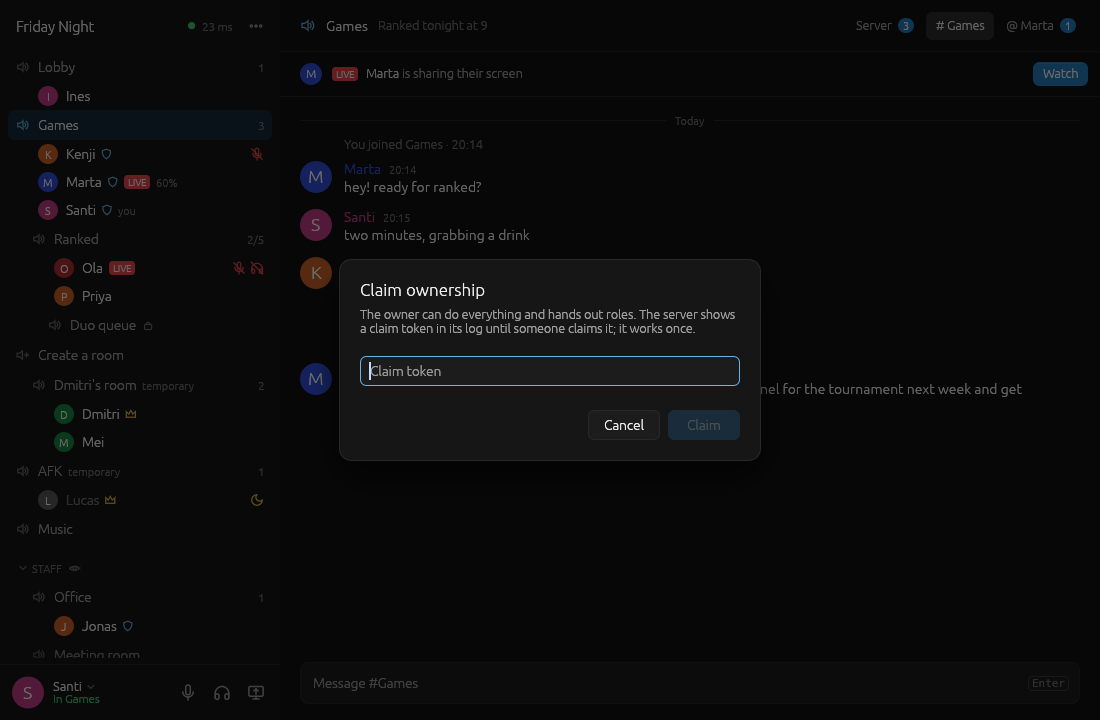 Friday Night
23 ms
Lobby
1
I
Ines
Games
3
K
Kenji
M
Marta
LIVE
60%
S
Santi
you
Ranked
2/5
O
Ola
LIVE
P
Priya
Duo queue
Create a room
Dmitri's room temporary
2
D
Dmitri
M
Mei
AFK temporary
1
L
Lucas
Music
STAFF
Office
1
J
Jonas
Meeting room
S
Santi
In Games
Games
Ranked tonight at 9
Server 3
# Games
@ Marta 1
M
LIVE
Marta is sharing their screen
Watch
Today
You joined Games · 20:14
M
Marta 20:14
hey! ready for ranked?
S
Santi 20:15
two minutes, grabbing a drink
K
Claim ownership
The owner can do everything and hands out roles. The server shows
a claim token in its log until someone claims it; it works once.
Claim token
Cancel
Claim
M
nel for the tournament next week and get
Message #Games
Enter